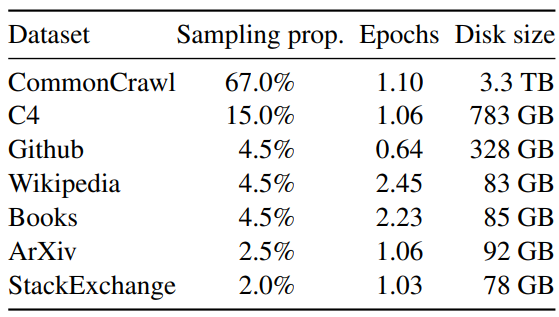 Dataset Sampling prop. Epochs Disk size
CommonCrawl 67.0% 1.10 3.3 TB
C4 15.0% 1.06 783 GB
Github 4.5% 0.64 328 GB
Wikipedia 4.5% 2.45 83 GB
Books 4.5% 2.23 85 GB
ArXiv 2.5% 1.06 92 GB
StackExchange 2.0% 1.03 78 GB